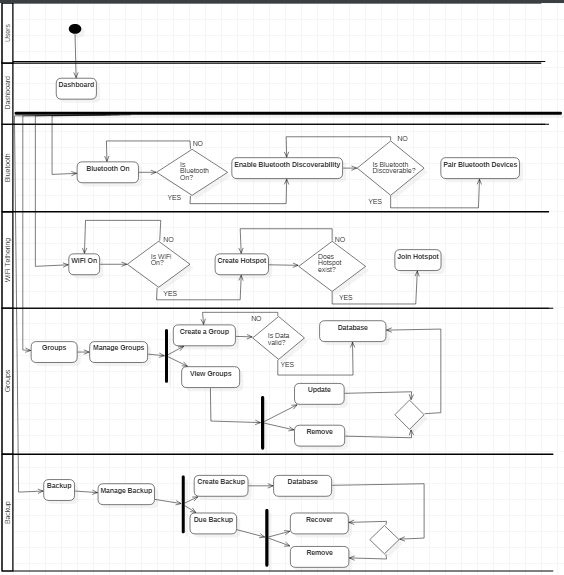 Users
Dashboard
Dashboard
Bluetooth
NO
Bluetooth On
Is
Bluetooth
On?
YES
Enable Bluetooth Discoverability
NO
Is Bluetooth
Discoverable?
YES
Pair Bluetooth Devices
WiFi Tethering
NO
WiFi On
Is WiFi
On?
YES
Create Hotspot
NO
Does
Hotspot
exist?
YES
Join Hotspot
Groups
Groups
Manage Groups
Create a Group
NO
Is Data
valid?
YES
Database
View Groups
Update
Remove
Backup
Backup
Manage Backup
Create Backup
Database
Due Backup
Recover
Remove